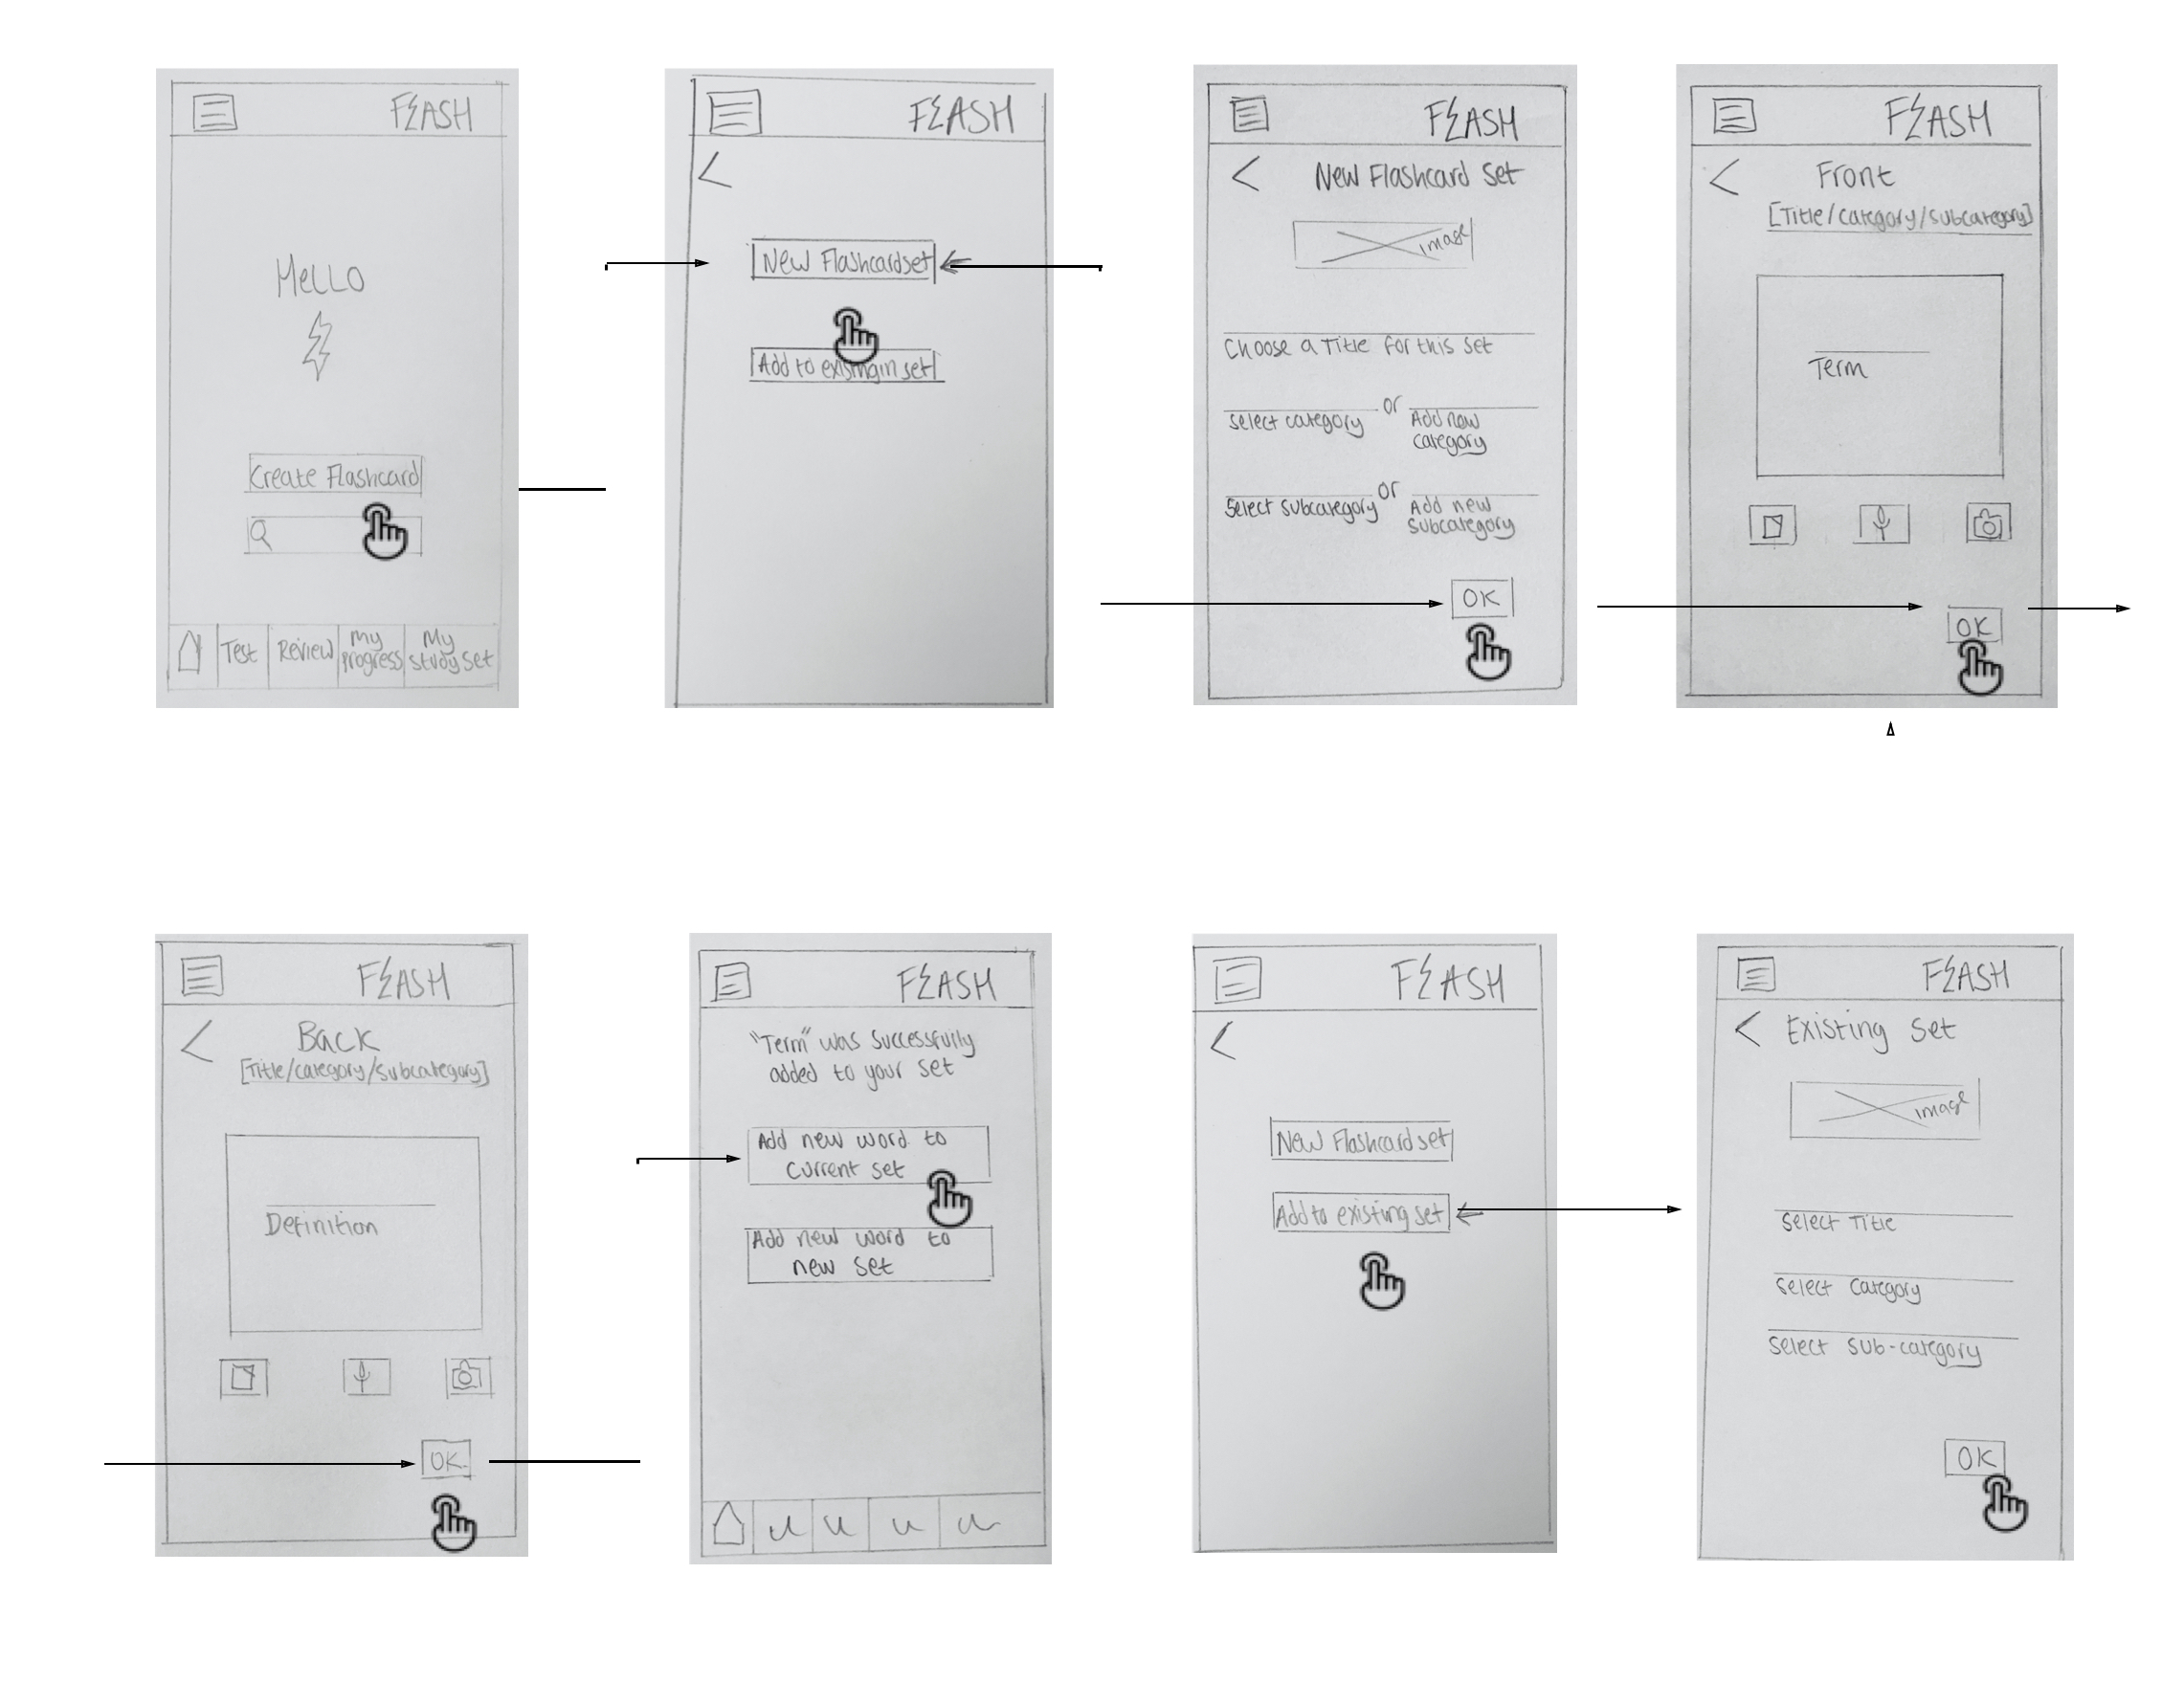 FLASH
HELLO
Create Flashcard
Test
Review
My progress
My study set
FLASH
New Flashcardset
Add to existingin set
FLASH
New Flashcard Set
image
Choose a Title for this set
Select category or Add new category
Select subcategory or Add new subcategory
OK
FLASH
Front
[Title/category/subcategory]
Term
OK
FLASH
Back
[Title/category/subcategory]
Definition
OK
FLASH
"Term" was successfully
added to your set
Add new word to
current set
Add new word to
new set
FLASH
New Flashcard set
Add to existing set
FLASH
Existing Set
image
Select Title
Select Category
Select Sub-category
OK